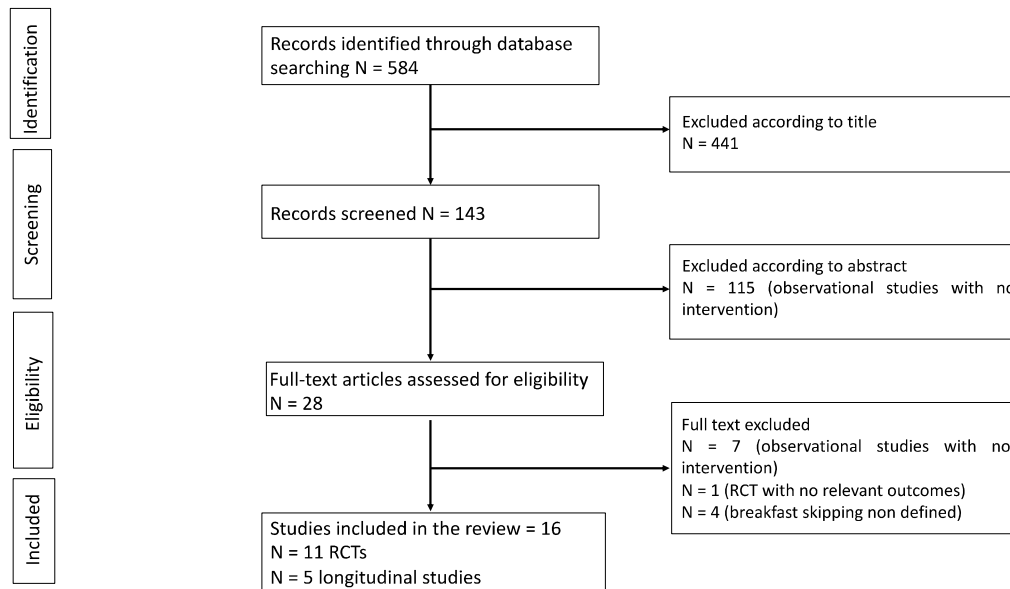 Identification
Records identified through database
searching N = 584
Excluded according to title
N = 441
Screening
Records screened N = 143
Excluded according to abstract
N = 115 (observational studies with no
intervention)
Eligibility
Full-text articles assessed for eligibility
N = 28
Full text excluded
N = 7 (observational studies with no
intervention)
N = 1 (RCT with no relevant outcomes)
N = 4 (breakfast skipping non defined)
Included
Studies included in the review = 16
N = 11 RCTs
N = 5 longitudinal studies